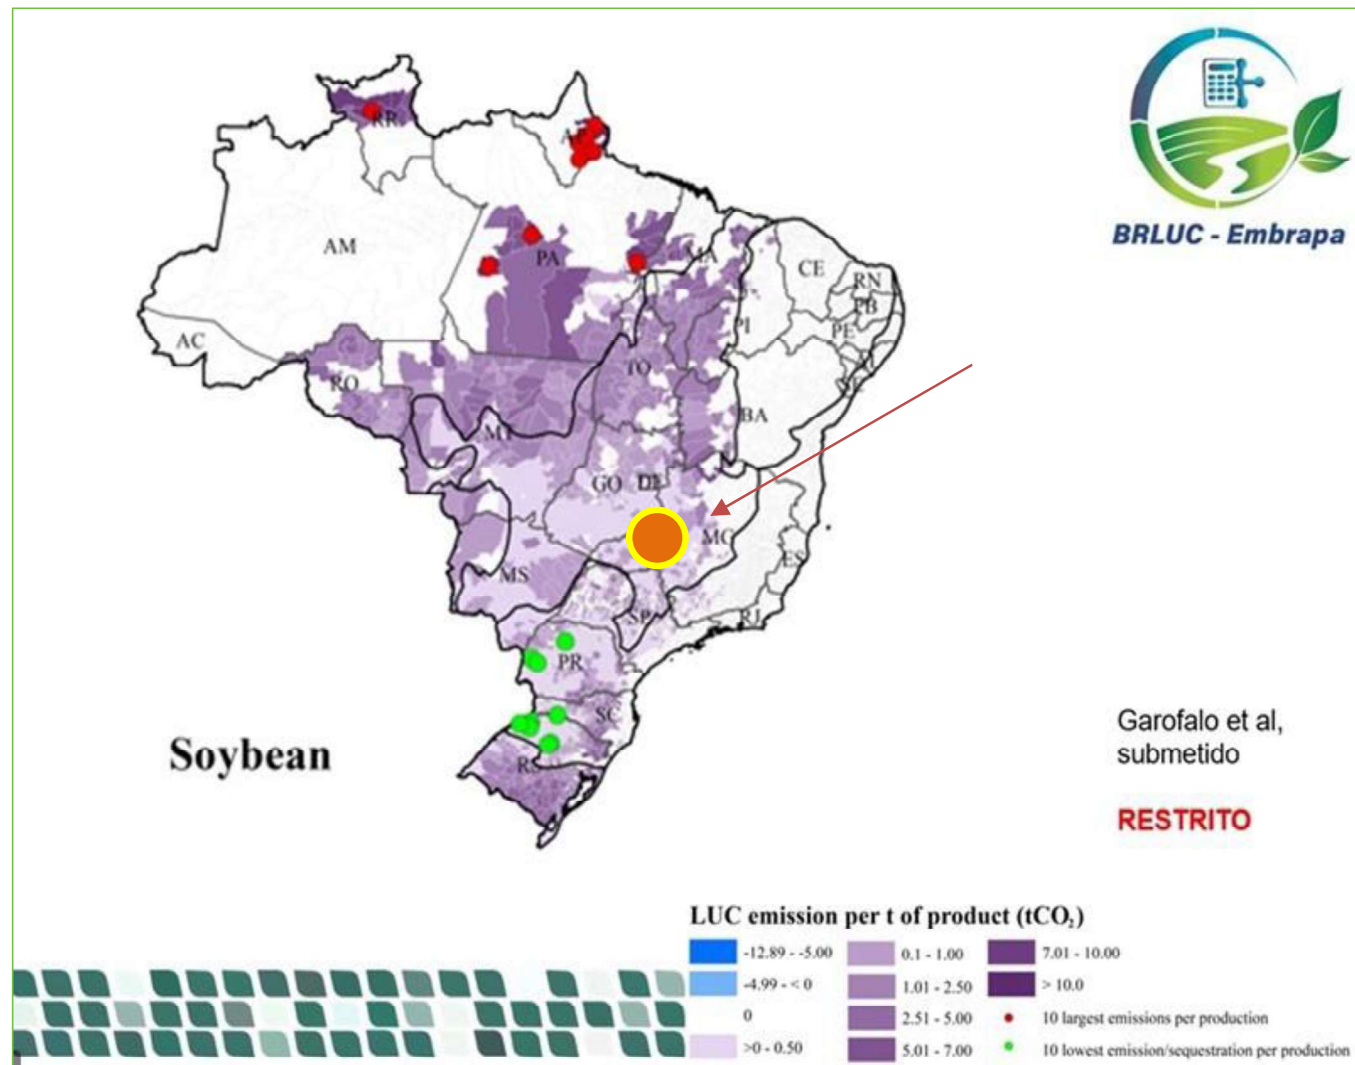 BRLUC - Embrapa
RR
AM
PA
MA
CE
RN
PB
PE
PI
AC
RO
TO
BA
MT
GO
MG
MS
ES
SP
RJ
PR
SC
RS
Soybean
Garofalo et al,
submetido
RESTRITO
LUC emission per t of product (tCO₂)
-12.89 - -5.00
-4.99 - < 0
0
>0 - 0.50
0.1 - 1.00
1.01 - 2.50
2.51 - 5.00
5.01 - 7.00
7.01 - 10.00
> 10.0
10 largest emissions per production
10 lowest emission/sequestration per production